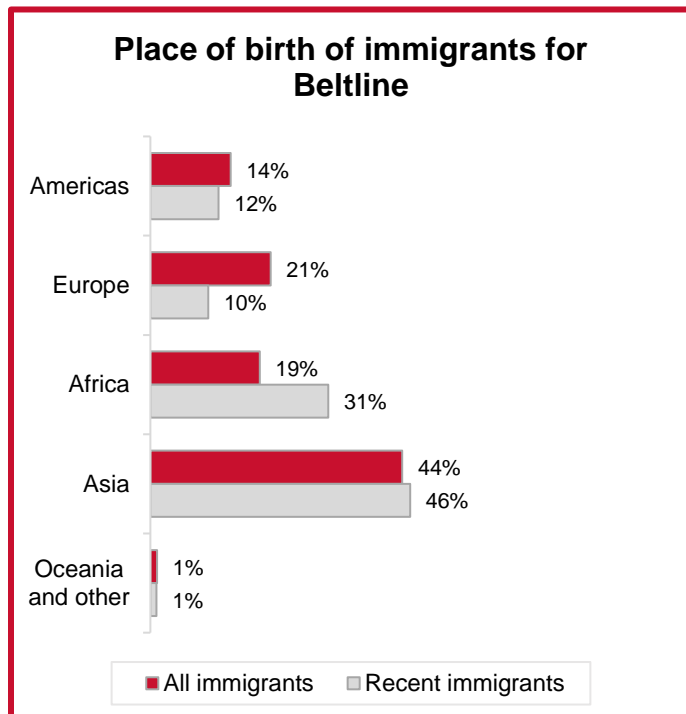 Place of birth of immigrants for
Beltline
Americas
14%
12%
Europe
21%
10%
Africa
19%
31%
Asia
44%
46%
Oceania
and other
1%
1%
All immigrants
Recent immigrants